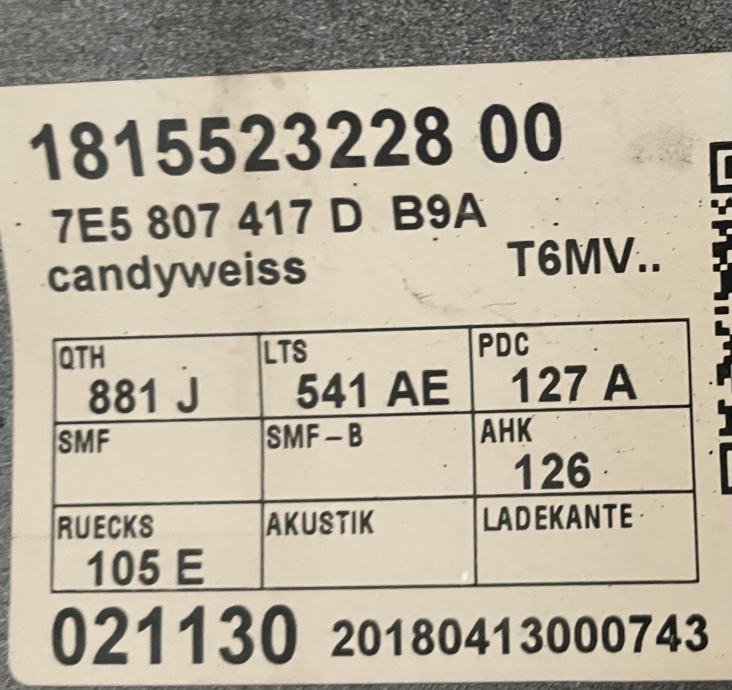 1815523228 00
7E5 807 417 D B9A
candyweiss
T6MV..
QTH LTS PDC
881 J 541 AE 127 A
SMF SMF-B AHK
126
RUECKS AKUSTIK LADEKANTE
105 E
021130 20180413000743